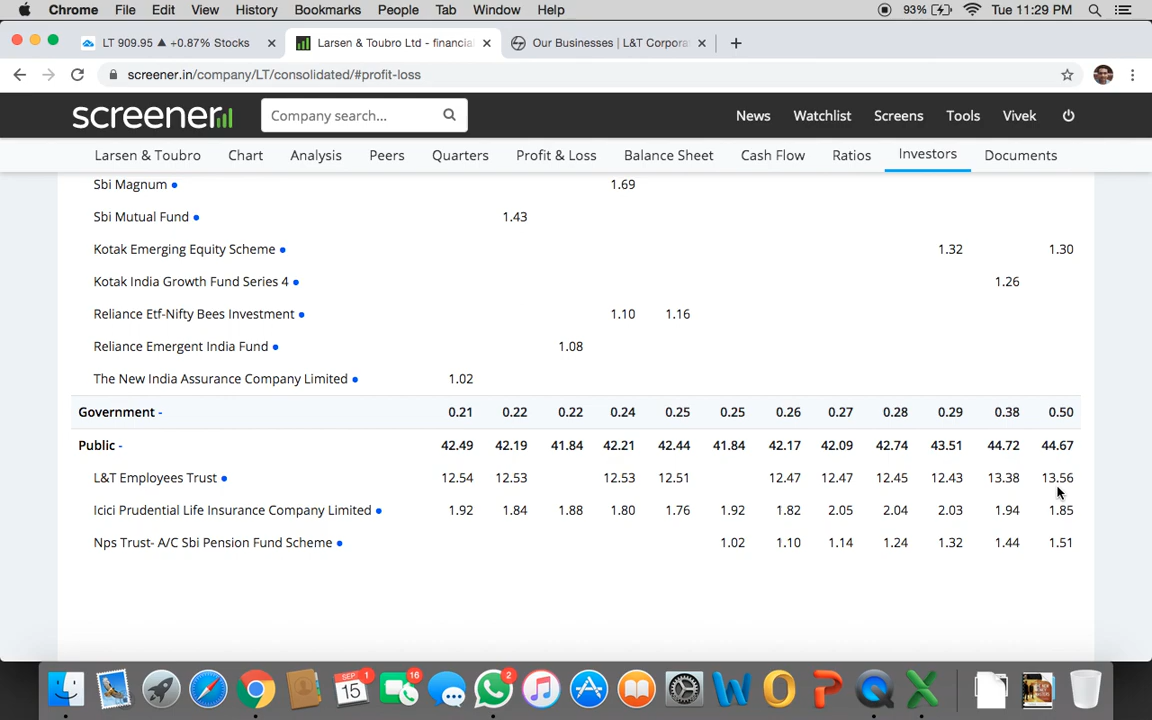 Chrome File Edit View History Bookmarks People Tab Window Help 93% Tue 11:29 PM
LT 909.95 ▲ +0.87% Stocks × Larsen & Toubro Ltd - financia × Our Businesses | L&T Corpora × +
screener.in/company/LT/consolidated/#profit-loss
screener Company search... News Watchlist Screens Tools Vivek
Larsen & Toubro Chart Analysis Peers Quarters Profit & Loss Balance Sheet Cash Flow Ratios Investors Documents
Sbi Magnum 1.69
Sbi Mutual Fund 1.43
Kotak Emerging Equity Scheme 1.32 1.30
Kotak India Growth Fund Series 4 1.26
Reliance Etf-Nifty Bees Investment 1.10 1.16
Reliance Emergent India Fund 1.08
The New India Assurance Company Limited 1.02
Government - 0.21 0.22 0.22 0.24 0.25 0.25 0.26 0.27 0.28 0.29 0.38 0.50
Public - 42.49 42.19 41.84 42.21 42.44 41.84 42.17 42.09 42.74 43.51 44.72 44.67
L&T Employees Trust 12.54 12.53 12.53 12.51 12.47 12.47 12.45 12.43 13.38 13.56
Icici Prudential Life Insurance Company Limited 1.92 1.84 1.88 1.80 1.76 1.92 1.82 2.05 2.04 2.03 1.94 1.85
Nps Trust- A/C Sbi Pension Fund Scheme 1.02 1.10 1.14 1.24 1.32 1.44 1.51
SEP 1 16 2
15